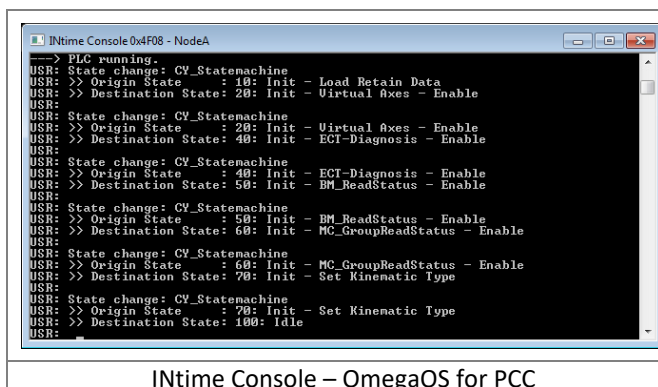 INtime Console 0x4F08 - NodeA
---> PLC running.
USR: State change: CY_Statemachine
USR: >> Origin State     : 10: Init - Load Retain Data
USR: >> Destination State: 20: Init - Virtual Axes - Enable
USR:
USR: State change: CY_Statemachine
USR: >> Origin State     : 20: Init - Virtual Axes - Enable
USR: >> Destination State: 40: Init - ECT-Diagnosis - Enable
USR:
USR: State change: CY_Statemachine
USR: >> Origin State     : 40: Init - ECT-Diagnosis - Enable
USR: >> Destination State: 50: Init - BM_ReadStatus - Enable
USR:
USR: State change: CY_Statemachine
USR: >> Origin State     : 50: Init - BM_ReadStatus - Enable
USR: >> Destination State: 60: Init - MC_GroupReadStatus - Enable
USR:
USR: State change: CY_Statemachine
USR: >> Origin State     : 60: Init - MC_GroupReadStatus - Enable
USR: >> Destination State: 70: Init - Set Kinematic Type
USR:
USR: State change: CY_Statemachine
USR: >> Origin State     : 70: Init - Set Kinematic Type
USR: >> Destination State: 100: Idle
USR: _
INtime Console – OmegaOS for PCC